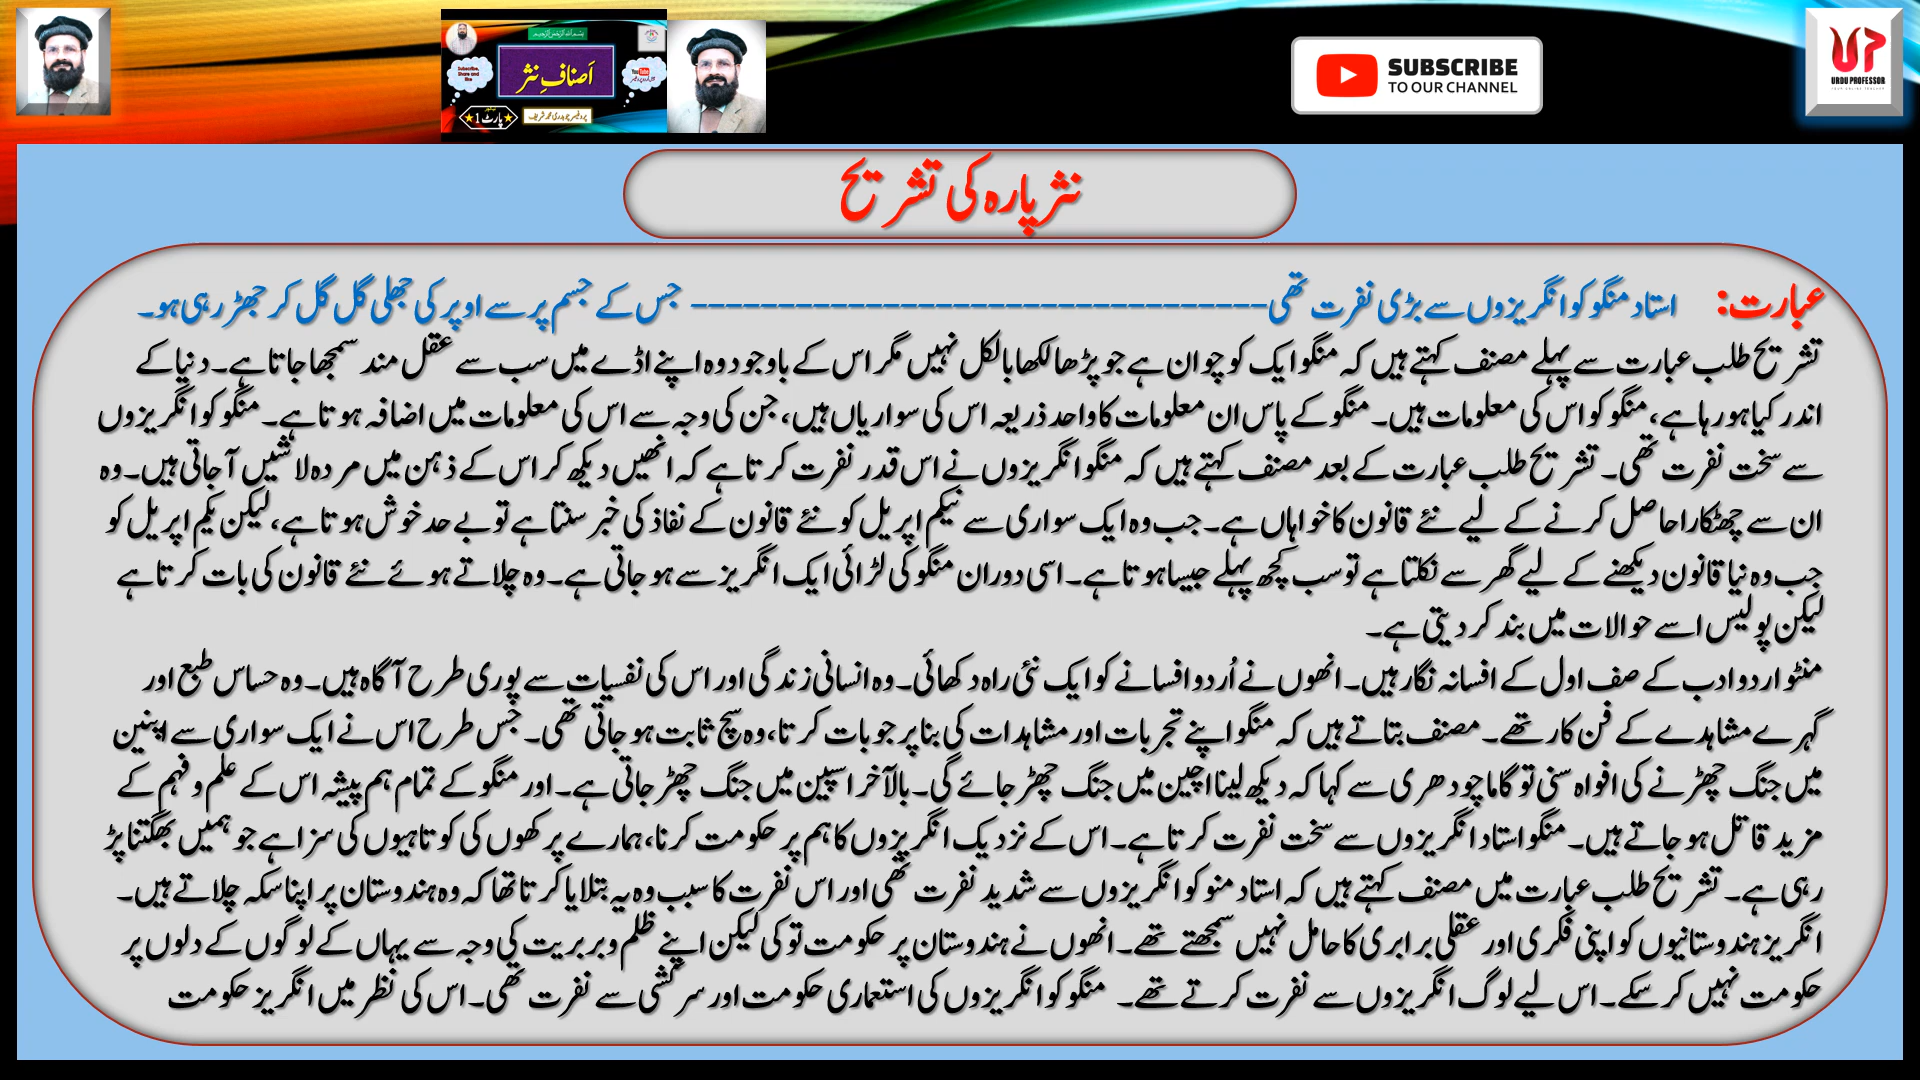 بسم اللہ الرحمٰن الرحیم
اَصنافِ نثر
Subscribe,
Share and
like
YouTube
پارٹ 1
پروفیسر چوہدری محمد شریف
SUBSCRIBE
TO OUR CHANNEL
UP
URDU PROFESSOR
YOUR ONLINE TEACHER
نثر پارہ کی تشریح
عبارت: استاد منگو کو انگریزوں سے بڑی نفرت تھی--------------------------------- جس کے جسم پر سے اوپر کی جھلی گل گل کر جھڑ رہی ہو۔
تشریح طلب عبارت سے پہلے مصنف کہتے ہیں کہ منگو ایک کوچوان ہے جو پڑھا لکھا بالکل نہیں مگر اس کے باوجود وہ اپنے اڈے میں سب سے عقل مند سمجھا جاتا ہے۔ دنیا کے
اندر کیا ہو رہا ہے، منگو کو اس کی معلومات ہیں۔ منگو کے پاس ان معلومات کا واحد ذریعہ اس کی سواریاں ہیں، جن کی وجہ سے اس کی معلومات میں اضافہ ہوتا ہے۔ منگو کو انگریزوں
سے سخت نفرت تھی۔ تشریح طلب عبارت کے بعد مصنف کہتے ہیں کہ منگو انگریزوں نے اس قدر نفرت کرتا ہے کہ انھیں دیکھ کر اس کے ذہن میں مردہ لاشیں آجاتی ہیں۔ وہ
ان سے چھٹکارا حاصل کرنے کے لیے نئے قانون کا خواہاں ہے۔ جب وہ ایک سواری سے یکم اپریل کو نئے قانون کے نفاذ کی خبر سنتا ہے تو بے حد خوش ہوتا ہے، لیکن یکم اپریل کو
جب وہ نیا قانون دیکھنے کے لیے گھر سے نکلتا ہے تو سب کچھ پہلے جیسا ہوتا ہے۔ اسی دوران منگو کی لڑائی ایک انگریز سے ہو جاتی ہے۔ وہ چلاتے ہوئے نئے قانون کی بات کرتا ہے
لیکن پولیس اسے حوالات میں بند کر دیتی ہے۔
منٹو اردو ادب کے صف اول کے افسانہ نگار ہیں۔ انھوں نے اُردو افسانے کو ایک نئی راہ دکھائی۔ وہ انسانی زندگی اور اس کی نفسیات سے پوری طرح آگاہ ہیں۔ وہ حساس طبع اور
گہرے مشاہدے کے فن کار تھے۔ مصنف بتاتے ہیں کہ منگو اپنے تجربات اور مشاہدات کی بنا پر جو بات کرتا، وہ سچ ثابت ہو جاتی تھی۔ جس طرح اس نے ایک سواری سے اپنین
میں جنگ چھڑنے کی افواہ سنی تو گاما چودھری سے کہا کہ دیکھ لینا اچین میں جنگ چھڑ جائے گی۔ بالآخر اسپین میں جنگ چھڑ جاتی ہے۔ اور منگو کے تمام ہم پیشہ اس کے علم و فہم کے
مزید قائل ہو جاتے ہیں۔ منگو استاد انگریزوں سے سخت نفرت کرتا ہے۔ اس کے نزدیک انگریزوں کا ہم پر حکومت کرنا، ہمارے پرکھوں کی کوتاہیوں کی سزا ہے جو ہمیں بھگتنا پڑ
رہی ہے۔ تشریح طلب عبارت میں مصنف کہتے ہیں کہ استاد منو کو انگریزوں سے شدید نفرت تھی اور اس نفرت کا سبب وہ یہ بتلایا کرتا تھا کہ وہ ہندوستان پر اپنا سکہ چلاتے ہیں۔
انگریز ہندوستانیوں کو اپنی فکری اور عقلی برابری کا حامل نہیں سمجھتے تھے۔ انھوں نے ہندوستان پر حکومت تو کی لیکن اپنے ظلم و بربریت کی وجہ سے یہاں کے لوگوں کے دلوں پر
حکومت نہیں کر سکے۔ اس لیے لوگ انگریزوں سے نفرت کرتے تھے۔ منگو کو انگریزوں کی استعماری حکومت اور سرکشی سے نفرت تھی۔ اس کی نظر میں انگریز حکومت